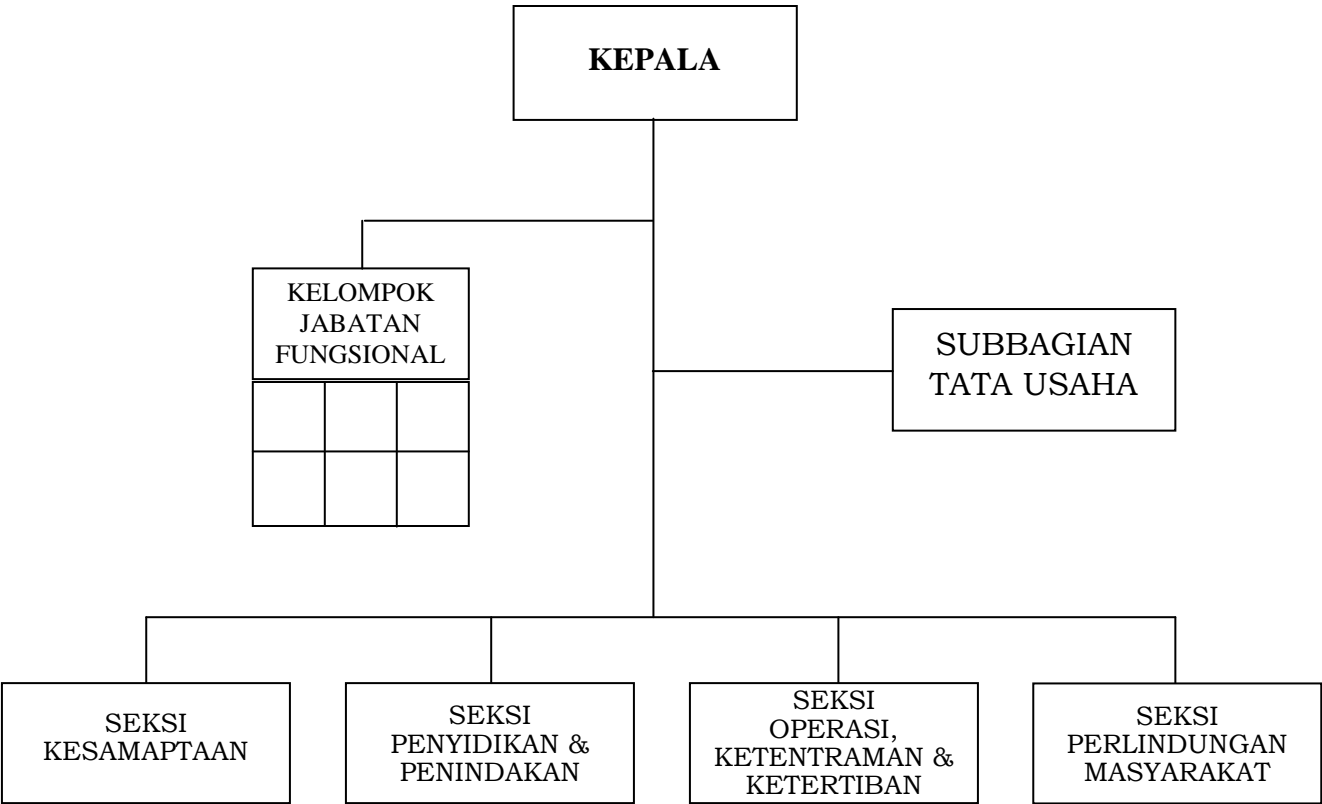 KEPALA
KELOMPOK
JABATAN
FUNGSIONAL
SUBBAGIAN
TATA USAHA
SEKSI
KESAMAPTAAN
SEKSI
PENYIDIKAN &
PENINDAKAN
SEKSI
OPERASI,
KETENTRAMAN &
KETERTIBAN
SEKSI
PERLINDUNGAN
MASYARAKAT